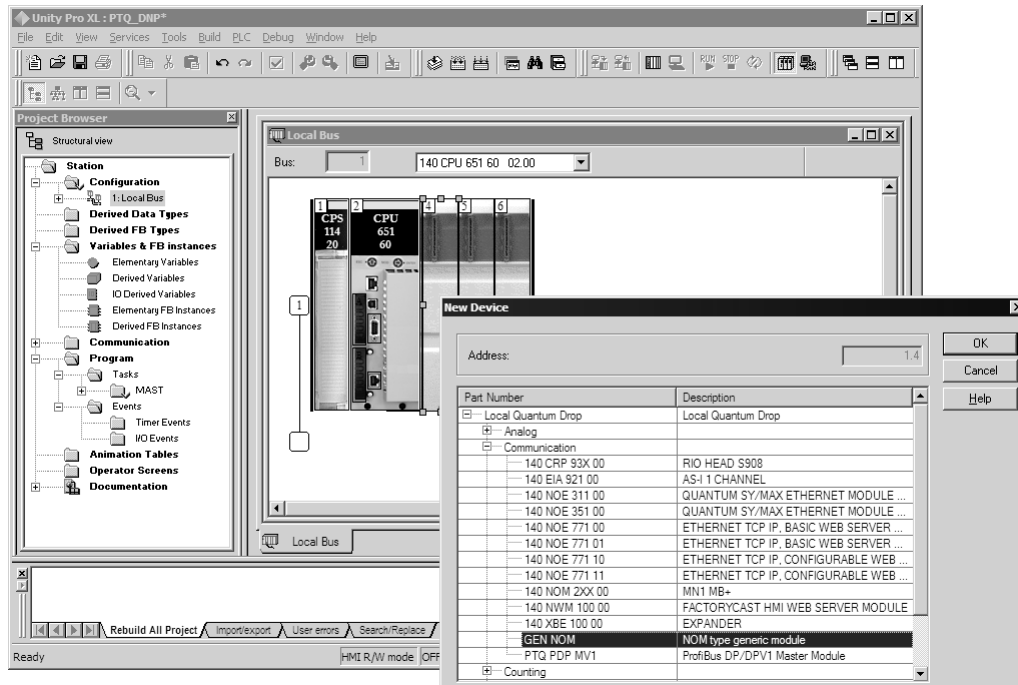 Unity Pro XL : PTQ_DNP*
File Edit View Services Tools Build PLC Debug Window Help
RUN STOP
Project Browser
Structural view
Station
Configuration
1: Local Bus
Derived Data Types
Derived FB Types
Variables & FB instances
Elementary Variables
Derived Variables
IO Derived Variables
Elementary FB Instances
Derived FB Instances
Communication
Program
Tasks
MAST
Events
Timer Events
I/O Events
Animation Tables
Operator Screens
Documentation
Local Bus
Bus: 1 140 CPU 651 60 02.00
1 2 4 5 6
CPS CPU
114 651
20 60
1
Local Bus
New Device
Address: 1.4
OK
Cancel
Help
Part Number Description
Local Quantum Drop Local Quantum Drop
Analog
Communication
140 CRP 93X 00 RIO HEAD S908
140 EIA 921 00 AS-I 1 CHANNEL
140 NOE 311 00 QUANTUM SY/MAX ETHERNET MODULE ...
140 NOE 351 00 QUANTUM SY/MAX ETHERNET MODULE ...
140 NOE 771 00 ETHERNET TCP IP, BASIC WEB SERVER ...
140 NOE 771 01 ETHERNET TCP IP, BASIC WEB SERVER ...
140 NOE 771 10 ETHERNET TCP IP, CONFIGURABLE WEB ...
140 NOE 771 11 ETHERNET TCP IP, CONFIGURABLE WEB ...
140 NOM 2XX 00 MN1 MB+
140 NWM 100 00 FACTORYCAST HMI WEB SERVER MODULE
140 XBE 100 00 EXPANDER
GEN NOM NOM type generic module
PTQ PDP MV1 ProfiBus DP/DPV1 Master Module
Counting
Rebuild All Project Import/export User errors Search/Replace
Ready HMI R/W mode OFF